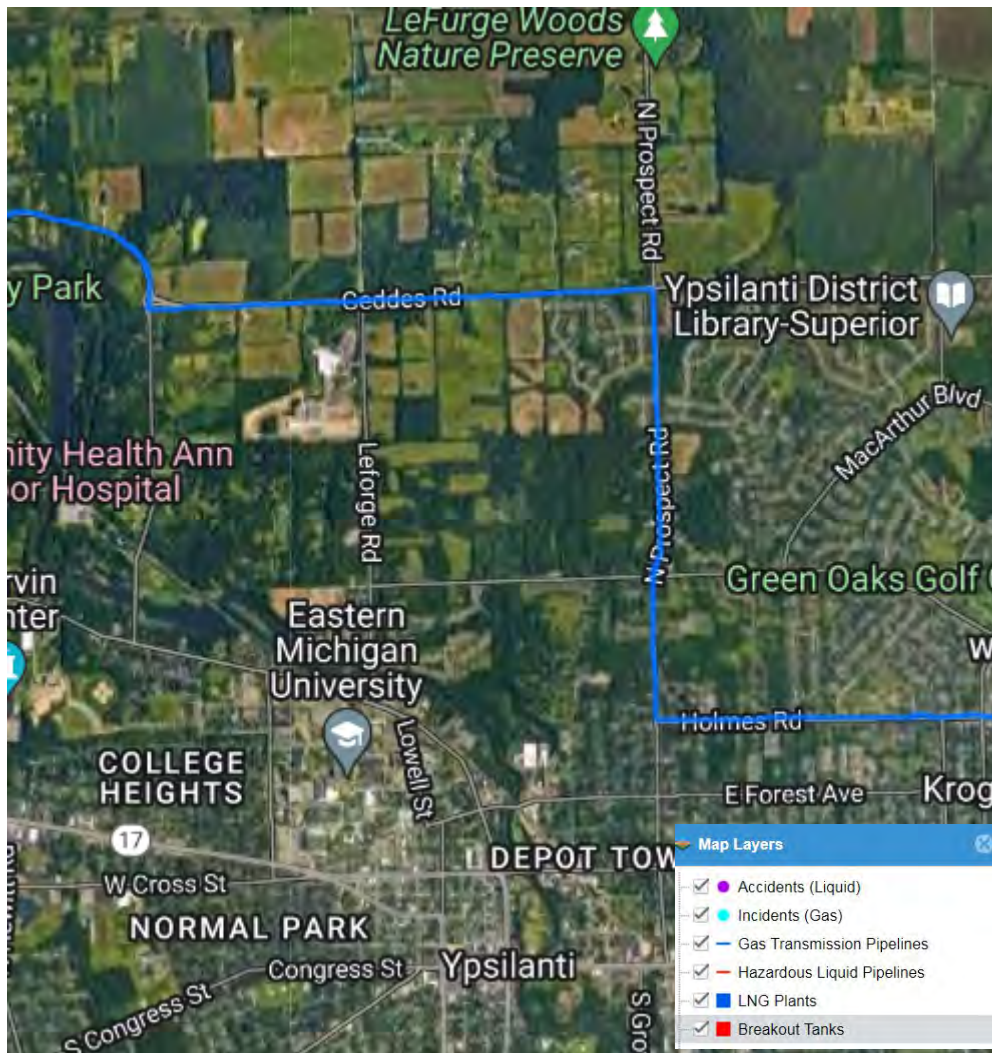 LeFurge Woods
Nature Preserve
N Prospect Rd
y Park
Geddes Rd
Ypsilanti District
Library-Superior
MacArthur Blvd
nity Health Ann
or Hospital
Leforge Rd
N Prospect Rd
rvin
nter
Green Oaks Golf
Eastern
Michigan
University
W
Lowell St
Holmes Rd
COLLEGE
HEIGHTS
E Forest Ave
Krog
17
DEPOT TOW
W Cross St
NORMAL PARK
Congress St
Ypsilanti
S Congress St
S Gro
Map Layers
Accidents (Liquid)
Incidents (Gas)
Gas Transmission Pipelines
Hazardous Liquid Pipelines
LNG Plants
Breakout Tanks